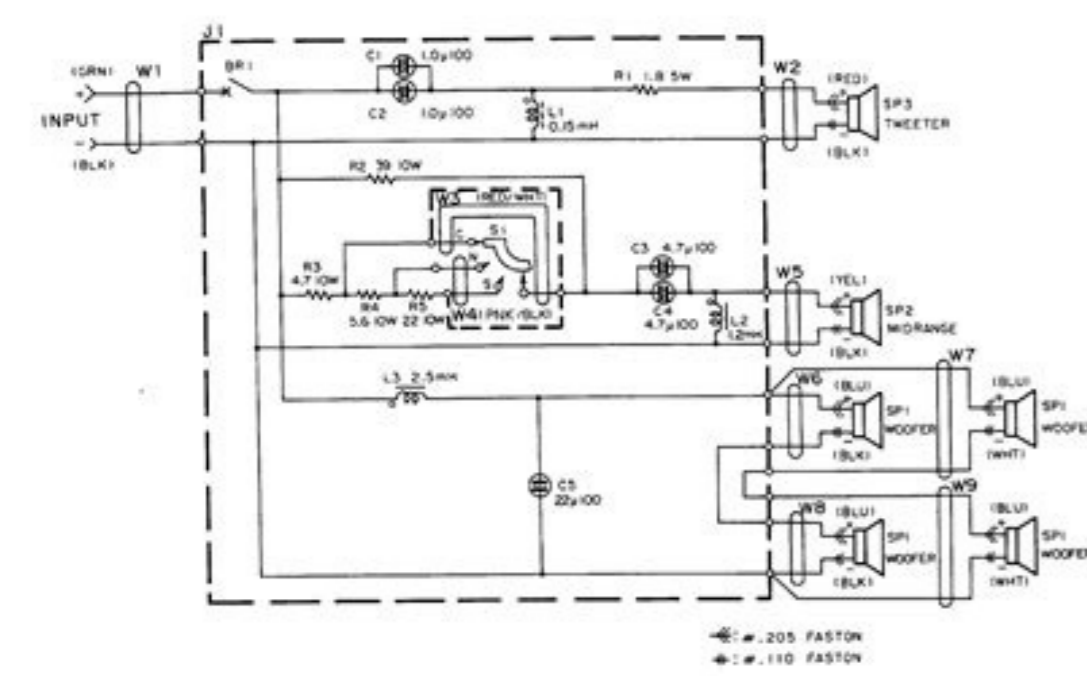 J1
C1 1.0µ100
(GRN) W1 BR1
R1 1.8 5W
W2 (RED)
+
SP3
TWEETER
INPUT
C2 1.0µ100
L1
0.15mH
-
(BLK)
(BLK)
R2 39 10W
W3 (RED/WHT)
C S1
N
S
C3 4.7µ100
W5 (YEL)
R3
4.7 10W
R4 R5
5.6 10W 22 10W
W4 (PNK/BLK)
C4
4.7µ100
L2
1.2mH
SP2
MIDRANGE
(BLK)
W7
L3 2.5mH
W6 (BLU)
(BLU)
SP1
WOOFER
SP1
(BLK)
(WHT)
C5
22µ100
W9
W8 (BLU)
(BLU)
SP1
WOOFER
SP1
(BLK)
(WHT)
: #.205 FASTON
: #.110 FASTON